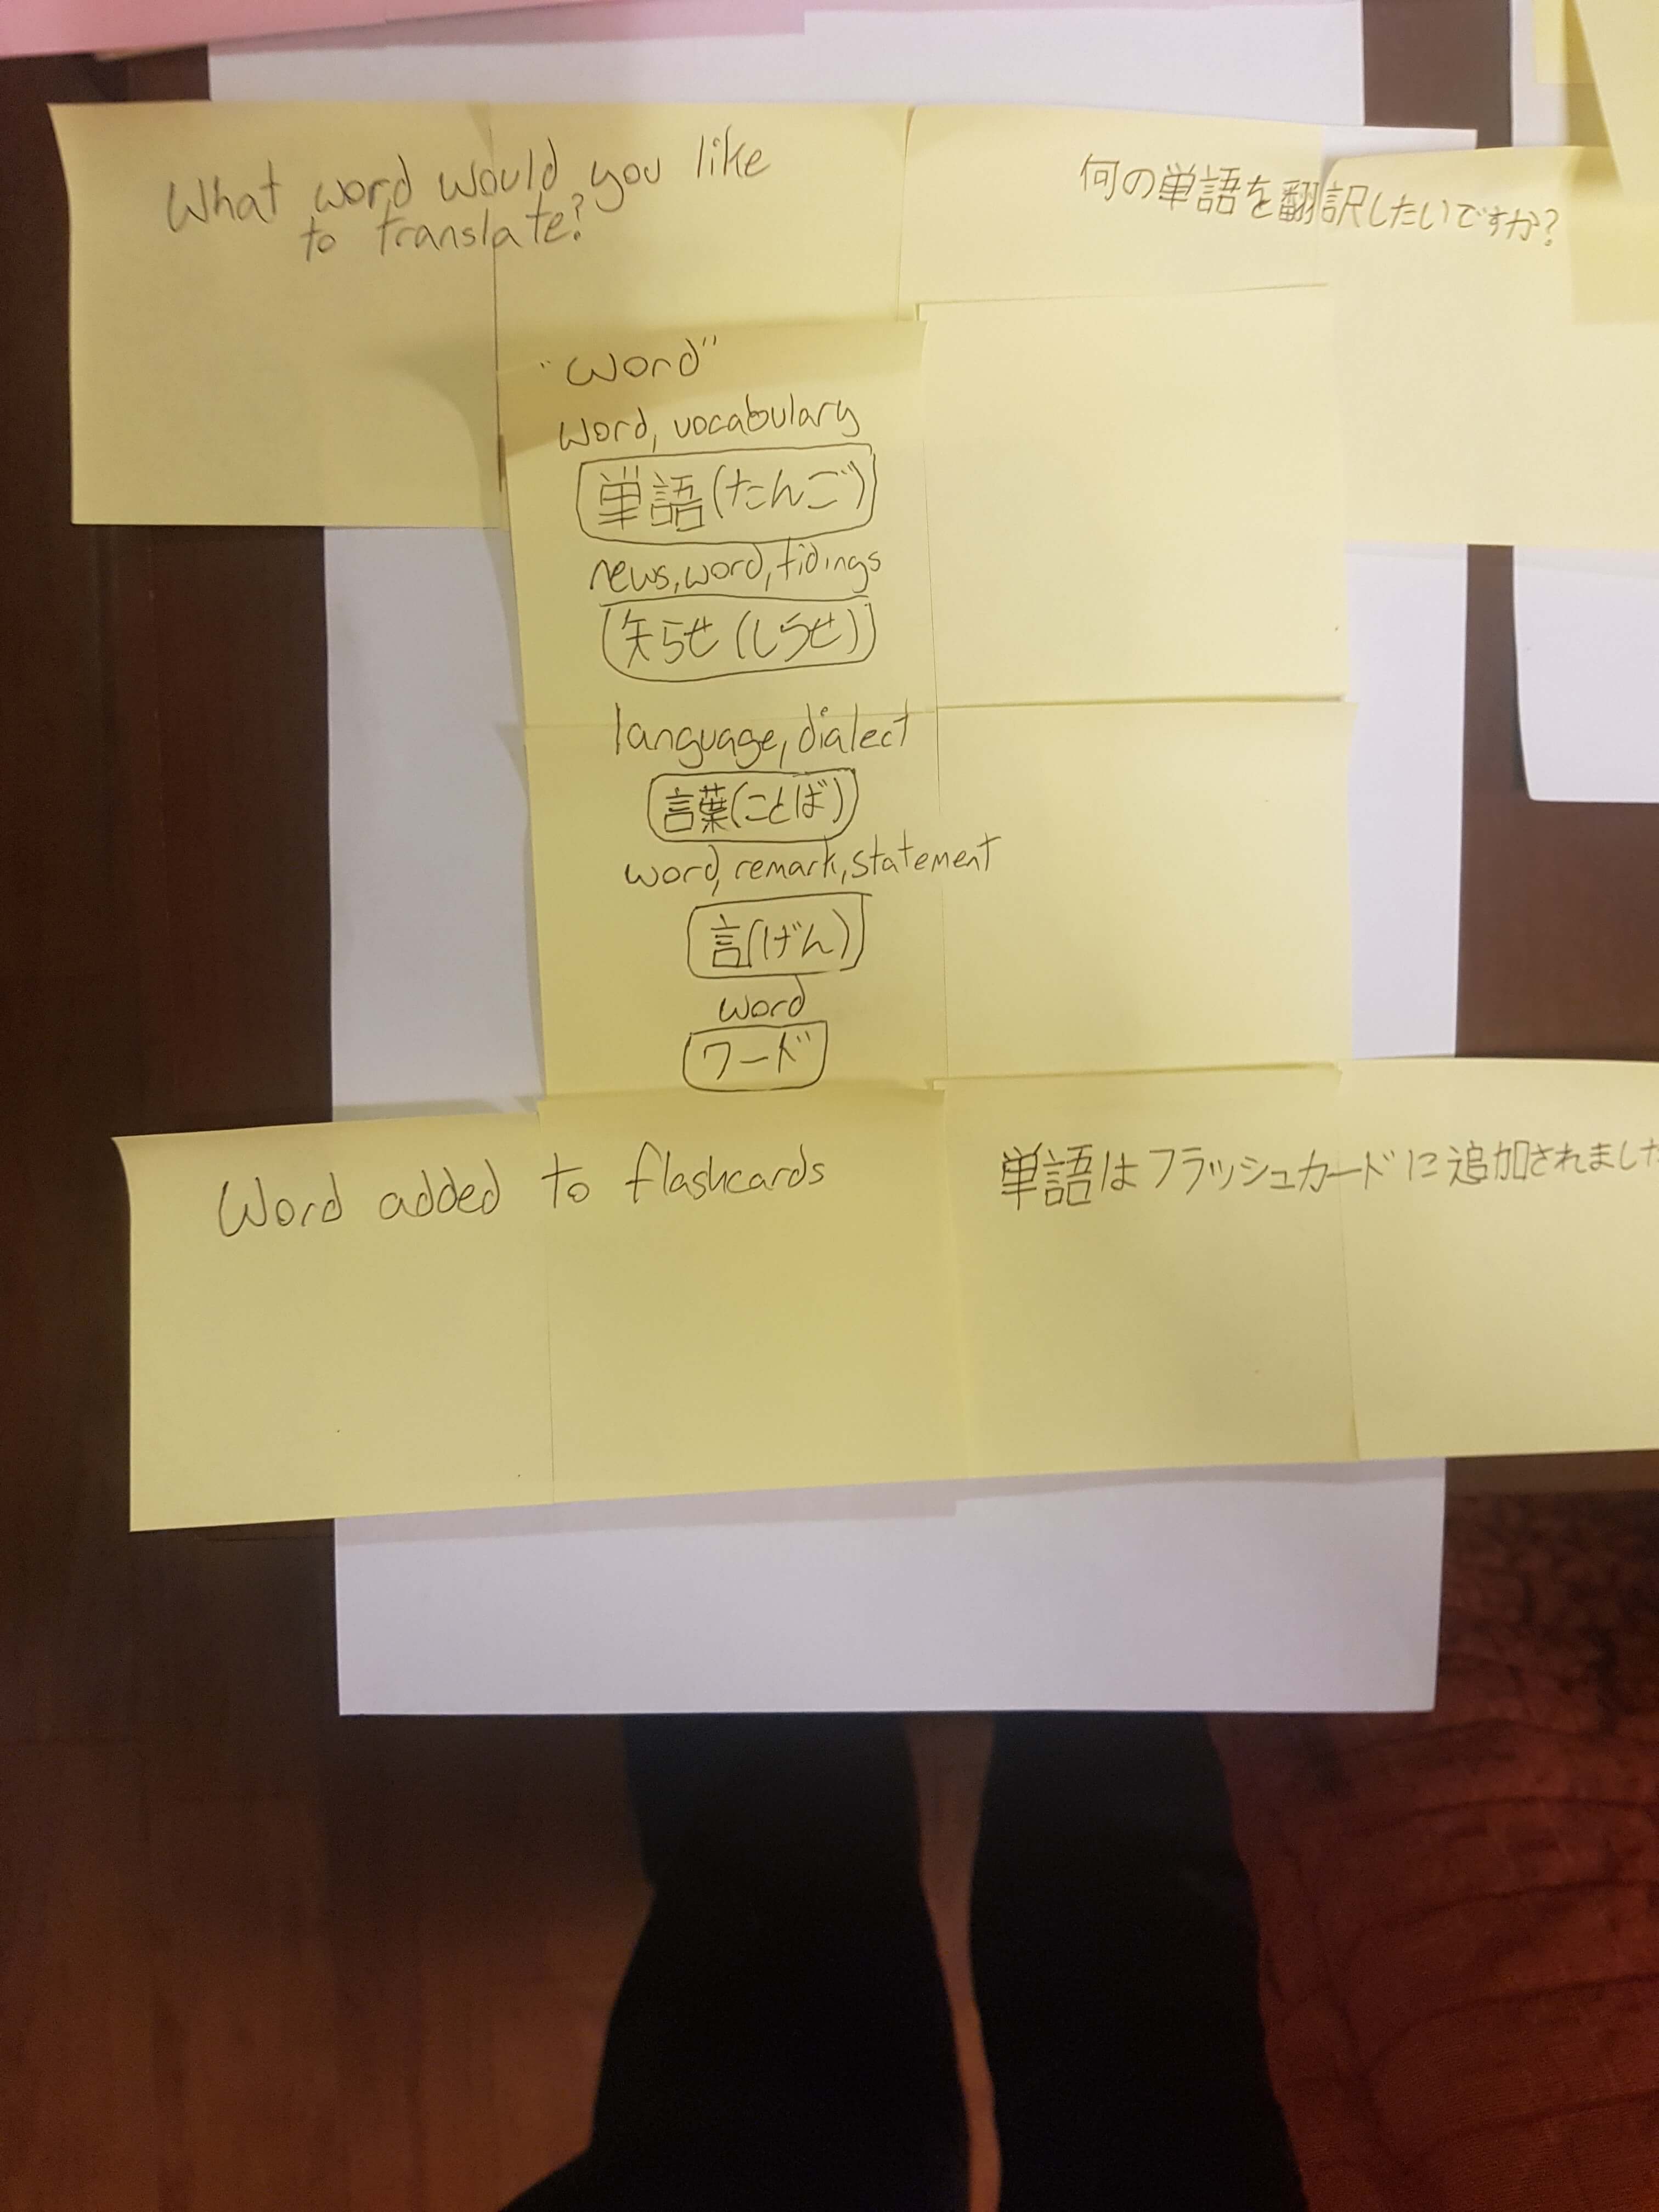 What word would you like
to translate?
何の単語を翻訳したいですか?
"word"
word, vocabulary
単語(たんご)
news, word, tidings
矢らせ(しらせ)
language, dialect
言葉(ことば)
word, remark, statement
言(げん)
word
ワード
Word added to flashcards
単語はフラッシュカードに追加されました